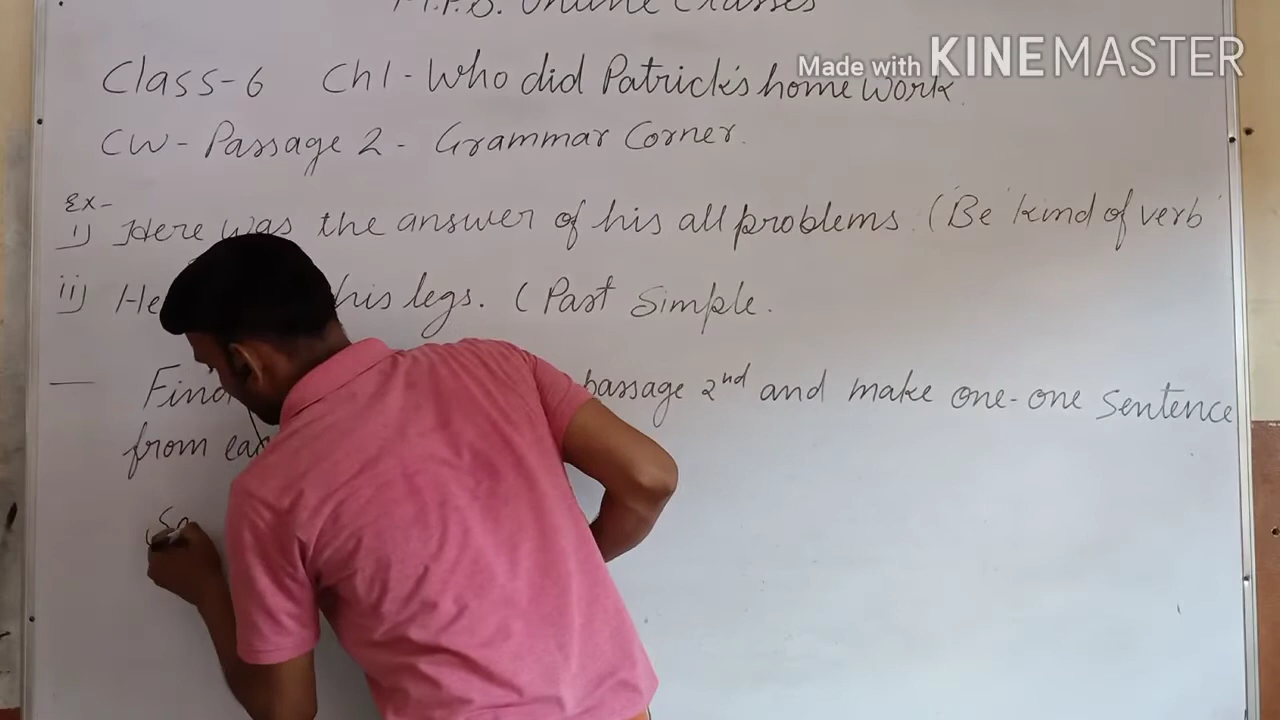 Online Classes
Made with KINEMASTER
Class-6 Ch1 - Who did Patrick's home work.
CW - Passage 2 - Grammar Corner.
Ex-
i) Here was the answer of his all problems. ('Be' kind of verb
ii) He his legs. (Past Simple.
— Find passage 2nd and make one-one sentence
from